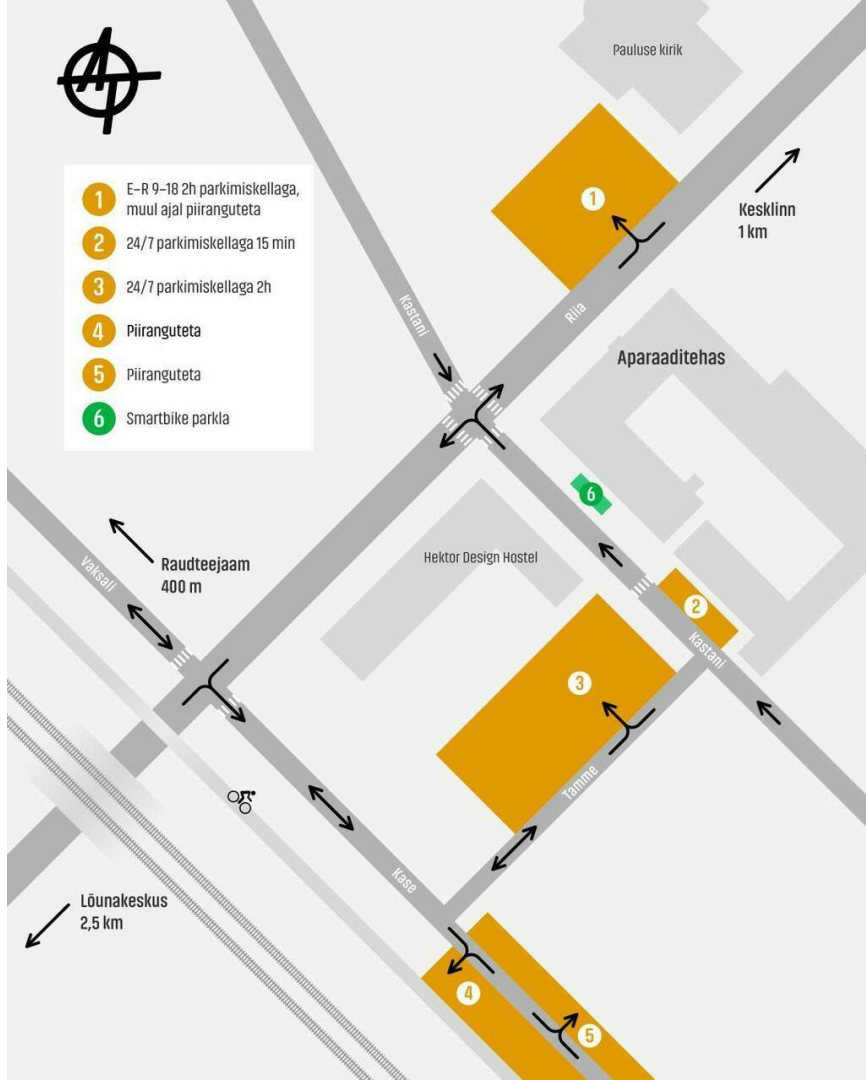 AT
Pauluse kirik
1
E–R 9–18 2h parkimiskellaga,
muul ajal piiranguteta
2
24/7 parkimiskellaga 15 min
3
24/7 parkimiskellaga 2h
4
Piiranguteta
5
Piiranguteta
6
Smartbike parkla
1
Kesklinn
1 km
Kastani
Riia
Aparaaditehas
6
Hektor Design Hostel
Vaksali
Raudteejaam
400 m
2
Kastani
3
Tamme
Kase
Lõunakeskus
2,5 km
4
5